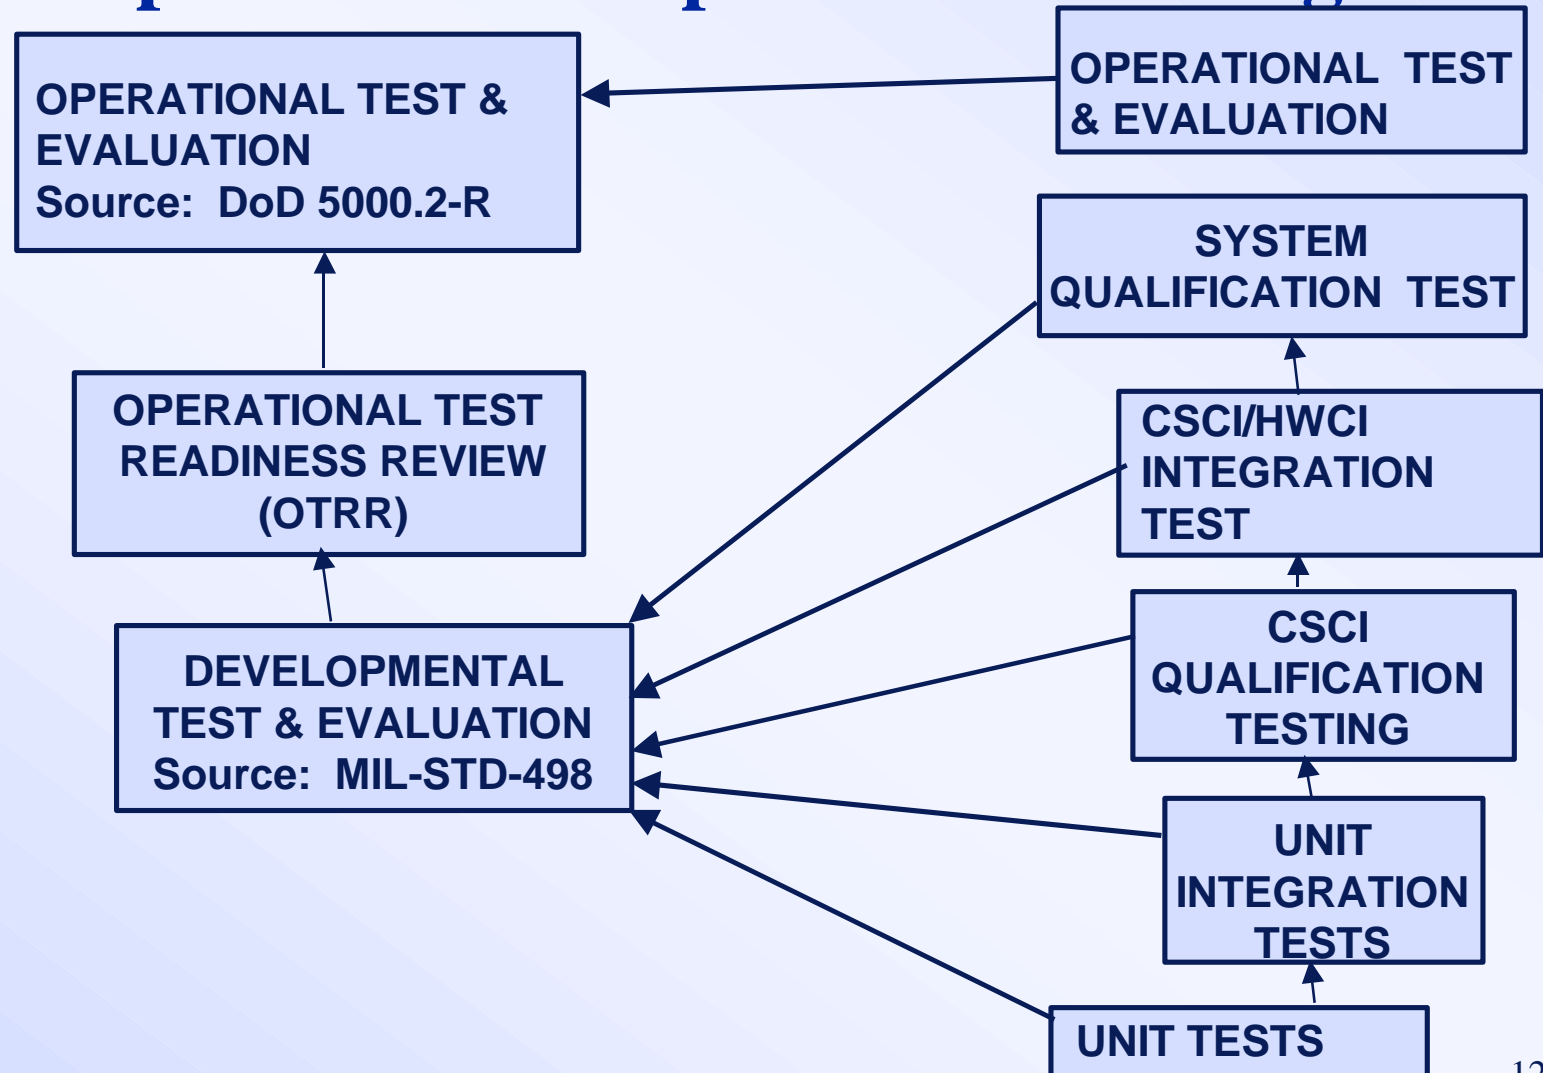 OPERATIONAL TEST &
EVALUATION
Source: DoD 5000.2-R
OPERATIONAL TEST
& EVALUATION
SYSTEM
QUALIFICATION TEST
OPERATIONAL TEST
READINESS REVIEW
(OTRR)
CSCI/HWCI
INTEGRATION
TEST
DEVELOPMENTAL
TEST & EVALUATION
Source: MIL-STD-498
CSCI
QUALIFICATION
TESTING
UNIT
INTEGRATION
TESTS
UNIT TESTS